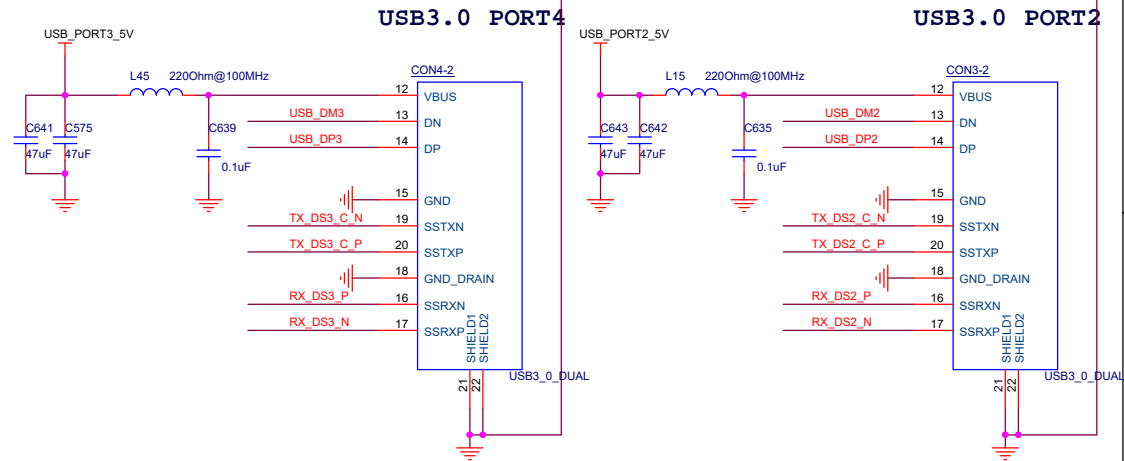 USB3.0 PORT4
USB_PORT3_5V
L45 220Ohm@100MHz
CON4-2
C641
47uF
C575
47uF
C639
0.1uF
12 VBUS
USB_DM3 13 DN
USB_DP3 14 DP
15 GND
TX_DS3_C_N 19 SSTXN
TX_DS3_C_P 20 SSTXP
18 GND_DRAIN
RX_DS3_P 16 SSRXN
RX_DS3_N 17 SSRXP
SHIELD1
SHIELD2
21
22
USB3_0_DUAL
USB3.0 PORT2
USB_PORT2_5V
L15 220Ohm@100MHz
CON3-2
C643
47uF
C642
47uF
C635
0.1uF
12 VBUS
USB_DM2 13 DN
USB_DP2 14 DP
15 GND
TX_DS2_C_N 19 SSTXN
TX_DS2_C_P 20 SSTXP
18 GND_DRAIN
RX_DS2_P 16 SSRXN
RX_DS2_N 17 SSRXP
SHIELD1
SHIELD2
21
22
USB3_0_DUAL